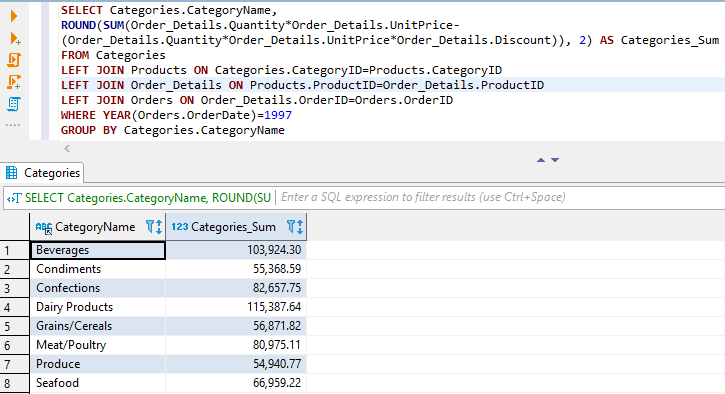 SELECT Categories.CategoryName,
ROUND(SUM(Order_Details.Quantity*Order_Details.UnitPrice-
(Order_Details.Quantity*Order_Details.UnitPrice*Order_Details.Discount)), 2) AS Categories_Sum
FROM Categories
LEFT JOIN Products ON Categories.CategoryID=Products.CategoryID
LEFT JOIN Order_Details ON Products.ProductID=Order_Details.ProductID
LEFT JOIN Orders ON Order_Details.OrderID=Orders.OrderID
WHERE YEAR(Orders.OrderDate)=1997
GROUP BY Categories.CategoryName
Categories
SELECT Categories.CategoryName, ROUND(SU Enter a SQL expression to filter results (use Ctrl+Space)
ABC CategoryName 123 Categories_Sum
1 Beverages 103,924.30
2 Condiments 55,368.59
3 Confections 82,657.75
4 Dairy Products 115,387.64
5 Grains/Cereals 56,871.82
6 Meat/Poultry 80,975.11
7 Produce 54,940.77
8 Seafood 66,959.22